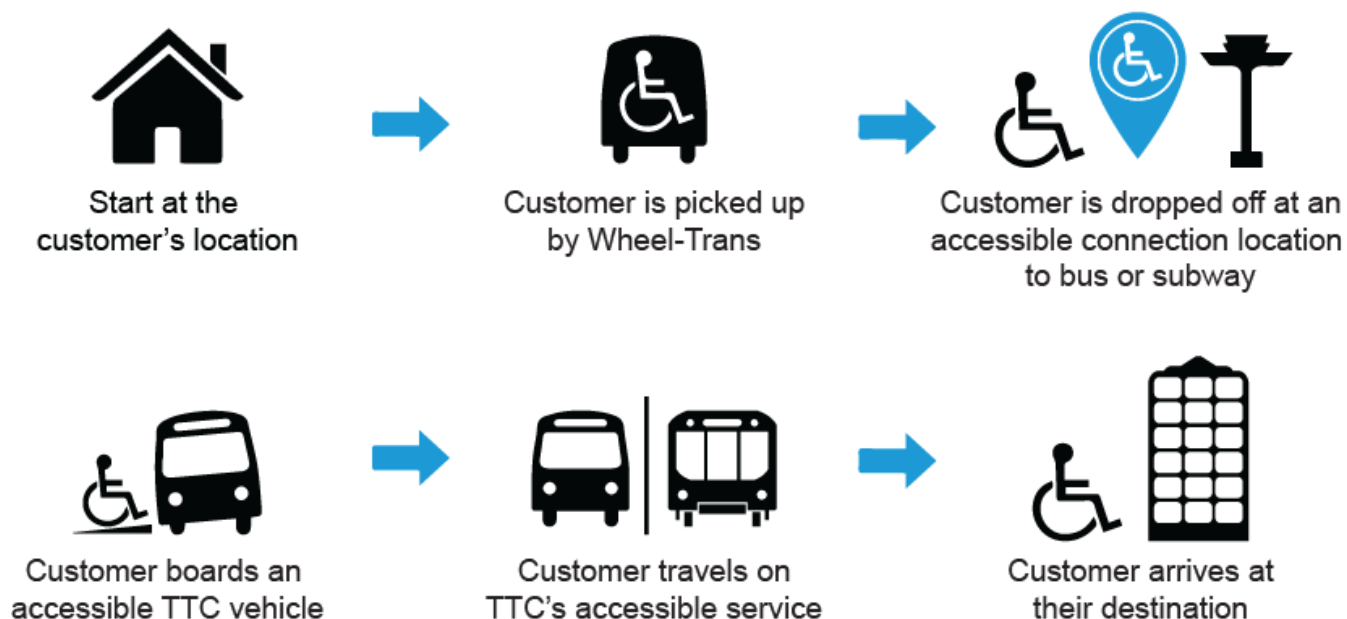 Start at the
customer's location
Customer is picked up
by Wheel-Trans
Customer is dropped off at an
accessible connection location
to bus or subway
Customer boards an
accessible TTC vehicle
Customer travels on
TTC's accessible service
Customer arrives at
their destination